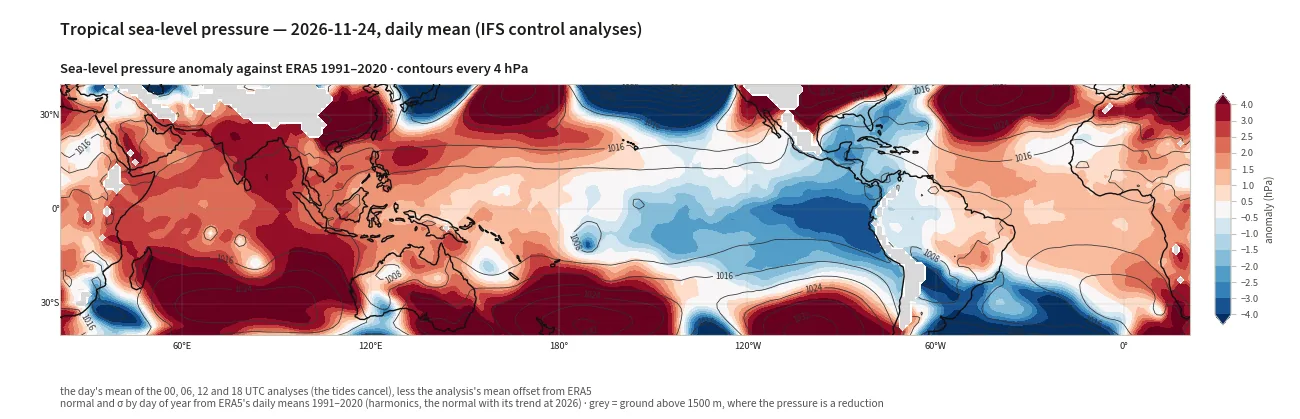 Tropical sea-level pressure — 2026-11-24, daily mean (IFS control analyses)
Sea-level pressure anomaly against ERA5 1991–2020 · contours every 4 hPa
30°N
0°
30°S
60°E
120°E
180°
120°W
60°W
0°
1016
1016
1016
1016
1016
1016
1016
1008
1008
1008
1024
1024
1024
4.0
3.0
2.5
2.0
1.5
1.0
0.5
−0.5
−1.0
−1.5
−2.0
−2.5
−3.0
−4.0
anomaly (hPa)
the day's mean of the 00, 06, 12 and 18 UTC analyses (the tides cancel), less the analysis's mean offset from ERA5
normal and σ by day of year from ERA5's daily means 1991–2020 (harmonics, the normal with its trend at 2026) · grey = ground above 1500 m, where the pressure is a reduction